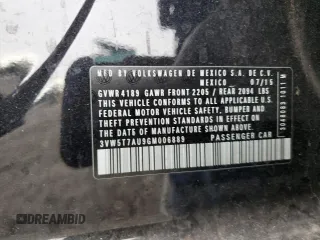 MFD BY VOLKSWAGEN DE MEXICO S.A. DE C.V.
MEXICO 07/15
GVWR 4189 GAWR FRONT 2205 / REAR 2094 LBS
THIS VEHICLE CONFORMS TO ALL APPLICABLE U.S.
FEDERAL MOTOR VEHICLE SAFETY, BUMPER AND
THEFT PREVENTION STANDARDS IN EFFECT ON THE
DATE OF MANUFACTURE SHOWN ABOVE.
3VW5T7AU9GM006889 PASSENGER CAR
DREAMBID